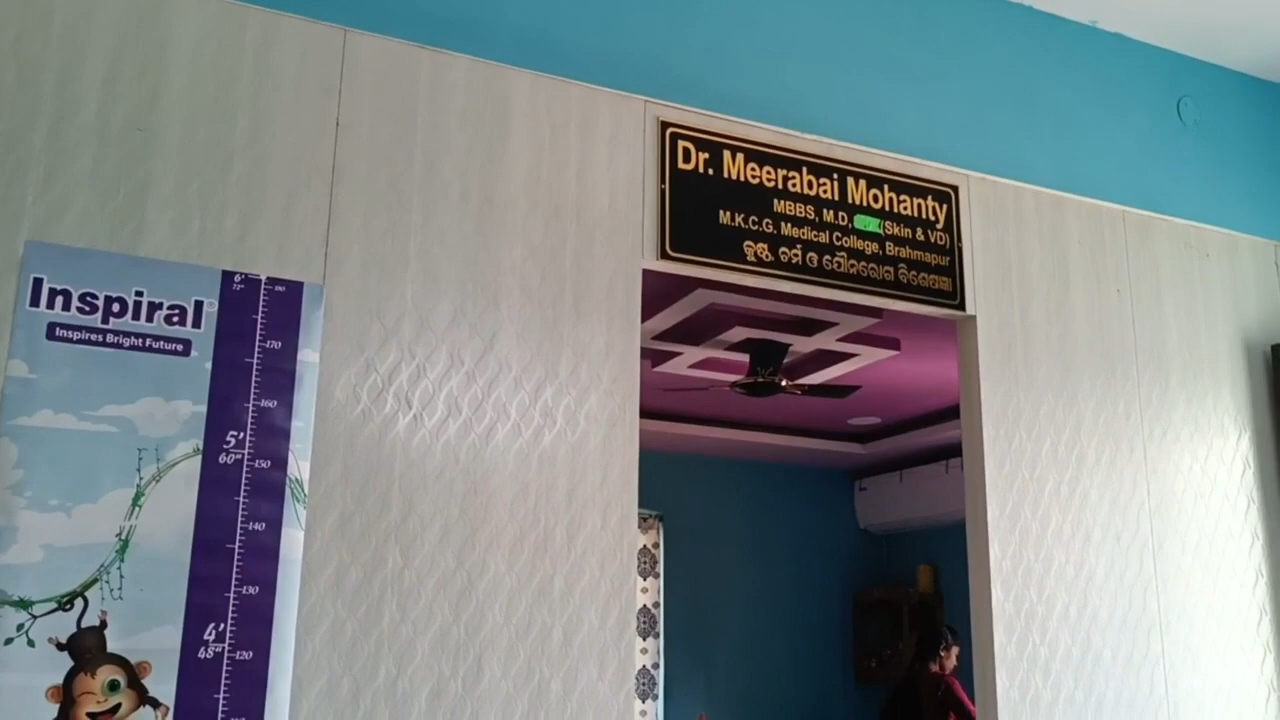 Inspiral®
Inspires Bright Future
6'
72"
180
170
160
5'
60"
150
140
130
4'
48"
120
Dr. Meerabai Mohanty
MBBS, M.D, (Skin & VD)
M.K.C.G. Medical College, Brahmapur
କୁଷ୍ଠ, ଚର୍ମ ଓ ଯୌନରୋଗ ବିଶେଷଜ୍ଞା